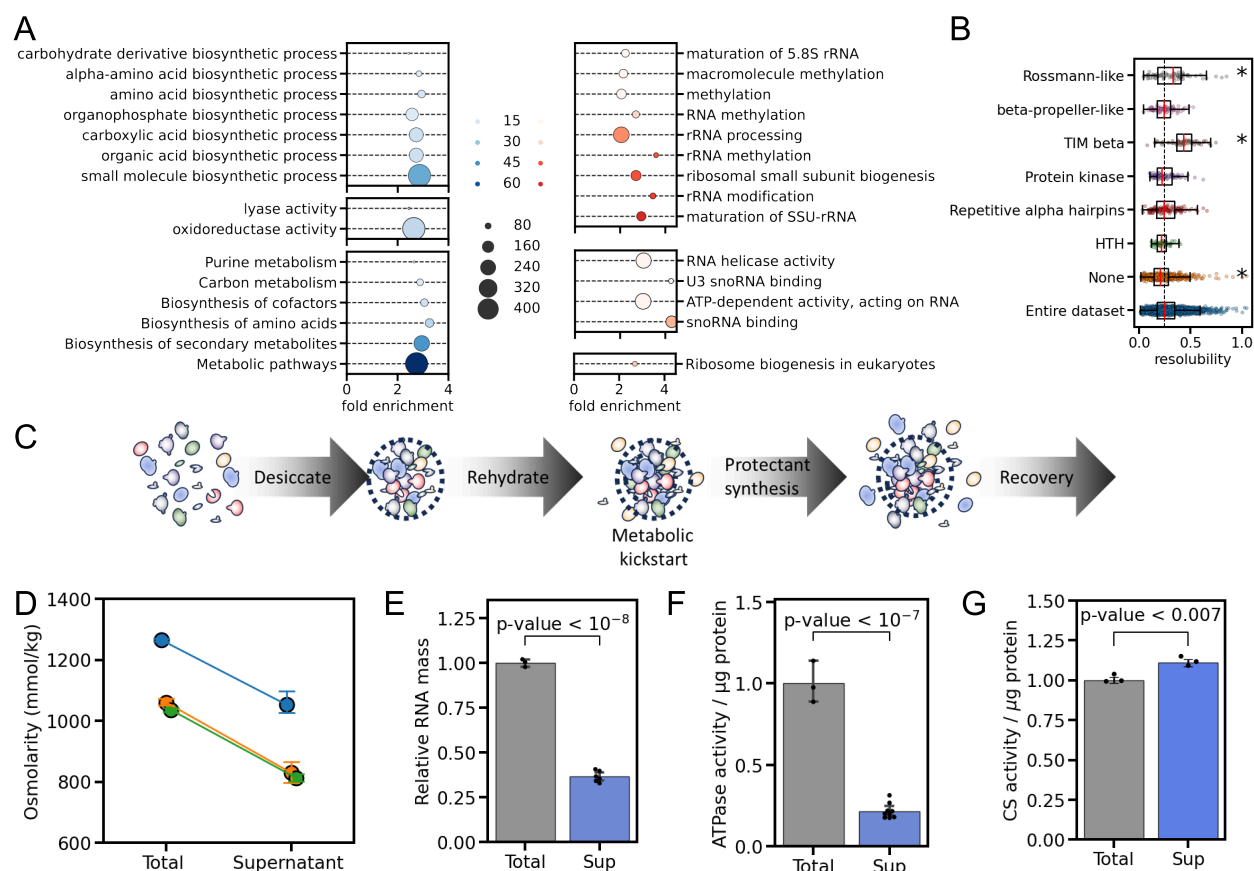 A
carbohydrate derivative biosynthetic process
alpha-amino acid biosynthetic process
amino acid biosynthetic process
organophosphate biosynthetic process
carboxylic acid biosynthetic process
organic acid biosynthetic process
small molecule biosynthetic process
lyase activity
oxidoreductase activity
Purine metabolism
Carbon metabolism
Biosynthesis of cofactors
Biosynthesis of amino acids
Biosynthesis of secondary metabolites
Metabolic pathways
0 2 4
fold enrichment
15
30
45
60
80
160
240
320
400
maturation of 5.8S rRNA
macromolecule methylation
methylation
RNA methylation
rRNA processing
rRNA methylation
ribosomal small subunit biogenesis
rRNA modification
maturation of SSU-rRNA
RNA helicase activity
U3 snoRNA binding
ATP-dependent activity, acting on RNA
snoRNA binding
Ribosome biogenesis in eukaryotes
0 2 4
fold enrichment
B
Rossmann-like *
beta-propeller-like
TIM beta *
Protein kinase
Repetitive alpha hairpins
HTH
None *
Entire dataset
0.0 0.5 1.0
resolubility
C
Desiccate
Rehydrate
Metabolic
kickstart
Protectant
synthesis
Recovery
D
Osmolarity (mmol/kg)
1400
1200
1000
800
600
Total Supernatant
E
Relative RNA mass
1.25
1.00
0.75
0.50
0.25
0.00
p-value < 10⁻⁸
Total Sup
F
ATPase activity / μg protein
1.5
1.0
0.5
0.0
p-value < 10⁻⁷
Total Sup
G
CS activity / μg protein
1.50
1.25
1.00
0.75
0.50
0.25
0.00
p-value < 0.007
Total Sup